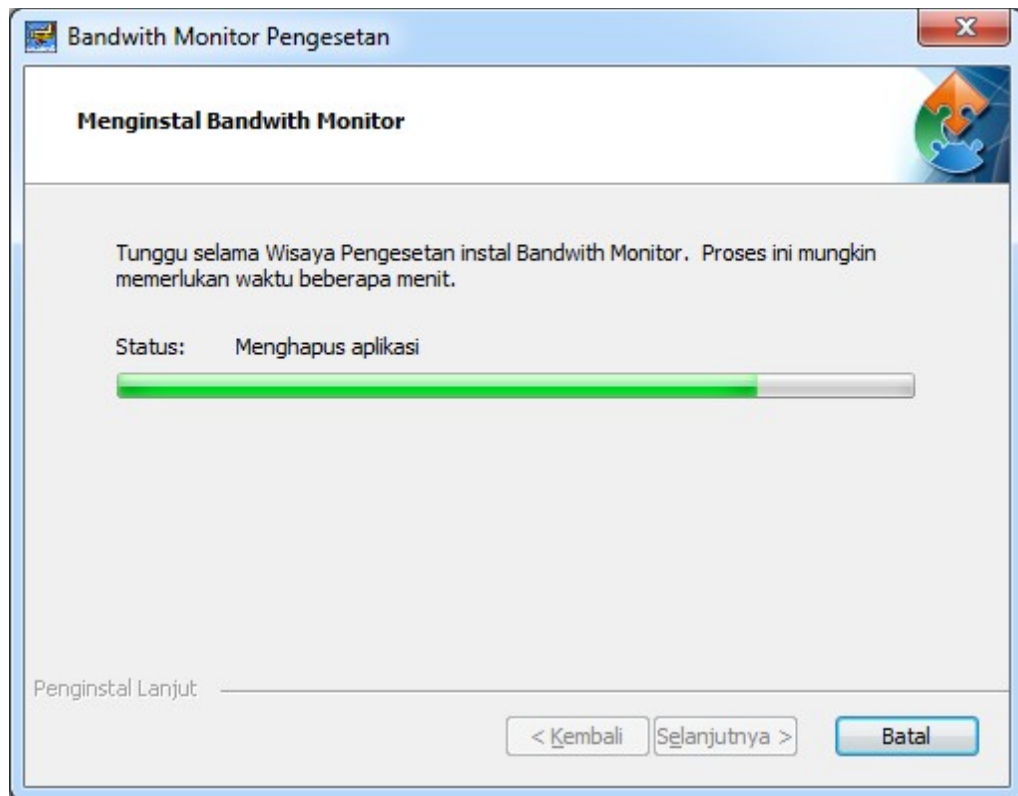 Bandwith Monitor Pengesetan
Menginstal Bandwith Monitor
Tunggu selama Wisaya Pengesetan instal Bandwith Monitor. Proses ini mungkin
memerlukan waktu beberapa menit.
Status: Menghapus aplikasi
Penginstal Lanjut
< Kembali Selanjutnya > Batal